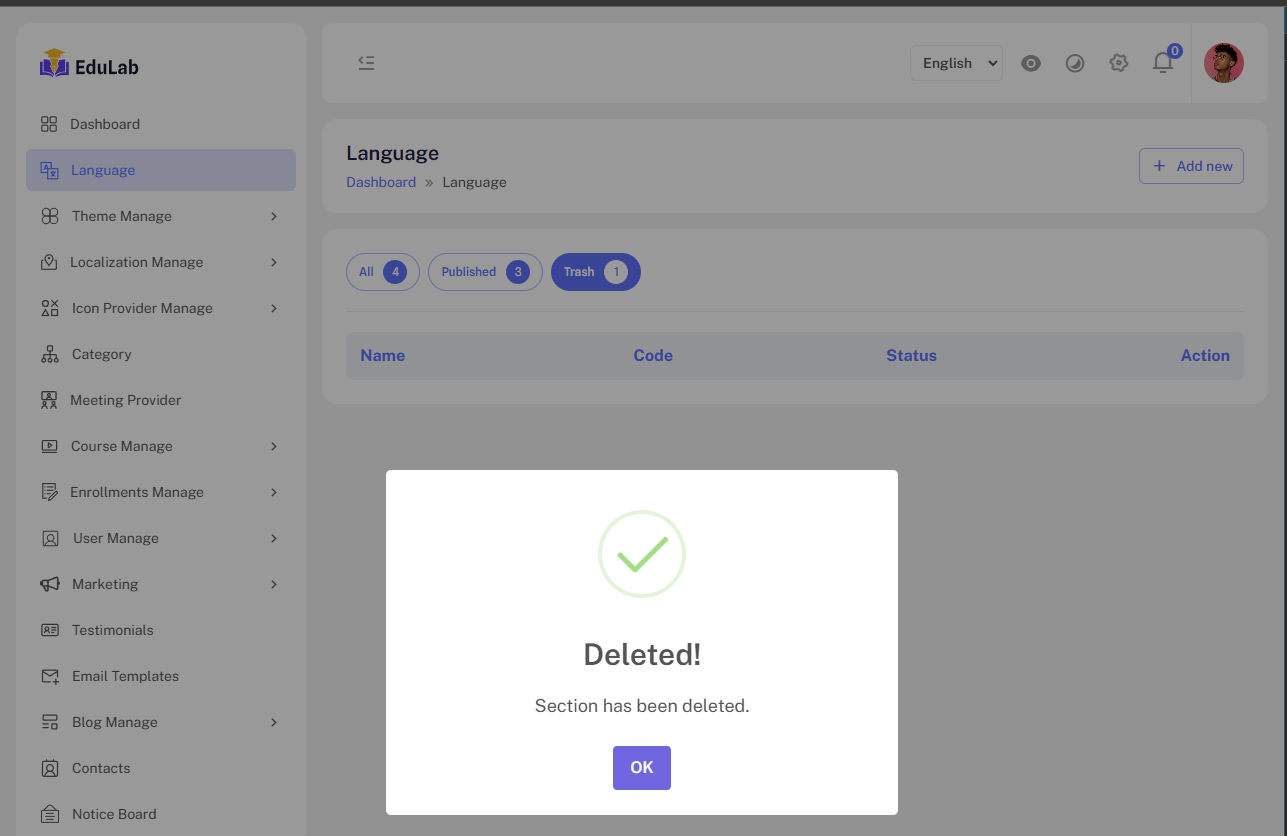 EduLab
Dashboard
Language
Theme Manage
Localization Manage
Icon Provider Manage
Category
Meeting Provider
Course Manage
Enrollments Manage
User Manage
Marketing
Testimonials
Email Templates
Blog Manage
Contacts
Notice Board
English
0
Language
Dashboard » Language
+ Add new
All 4
Published 3
Trash 1
Name Code Status Action
Deleted!
Section has been deleted.
OK